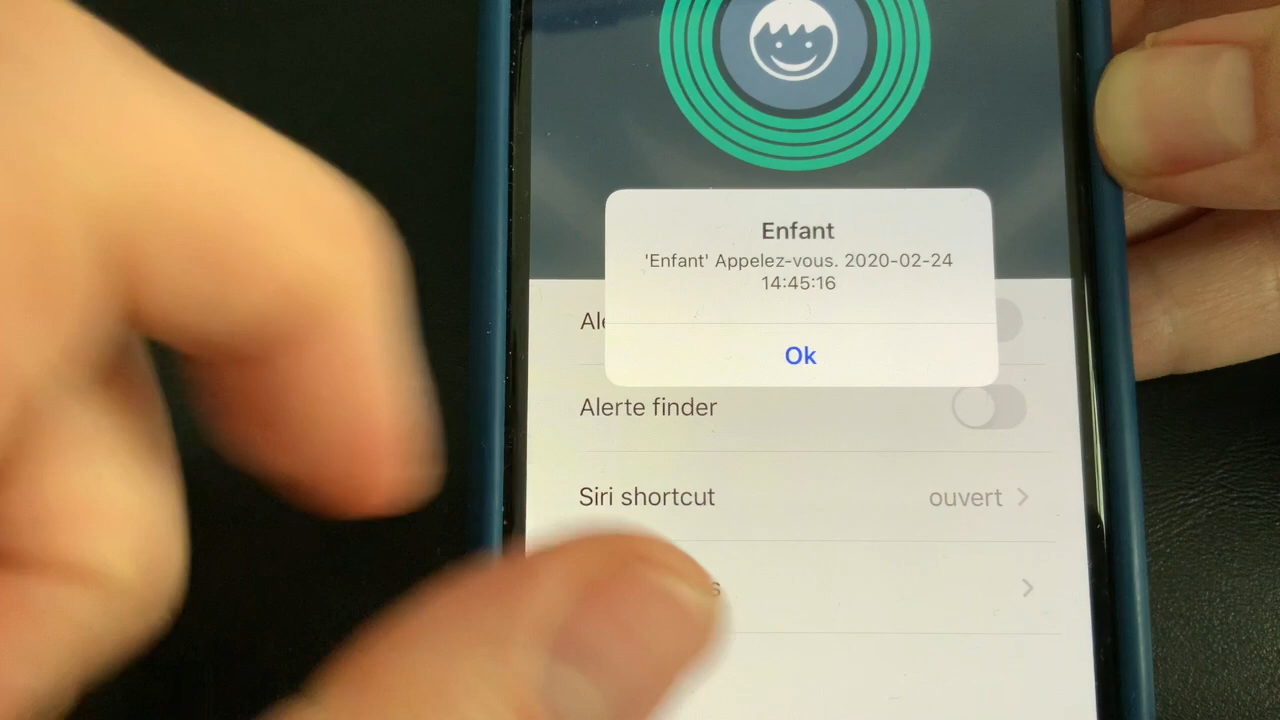 Enfant
'Enfant' Appelez-vous. 2020-02-24
14:45:16
Ok
Alerte finder
Siri shortcut
ouvert